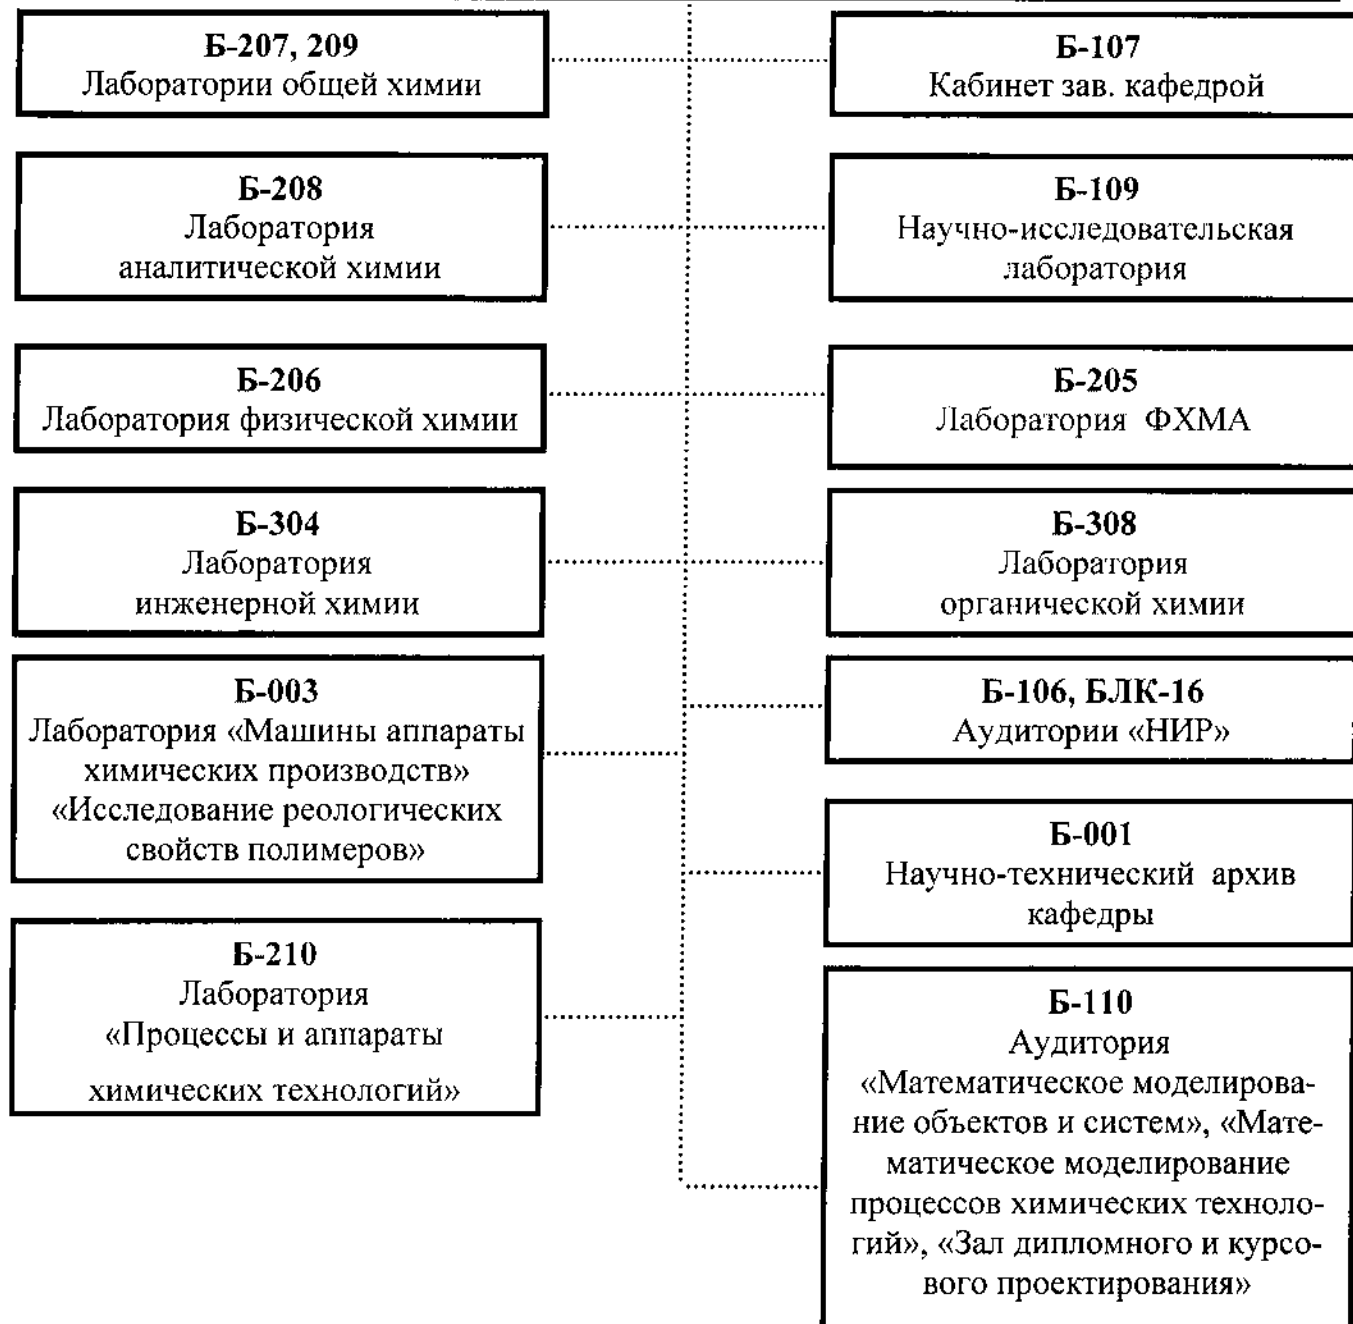 Б-207, 209
Лаборатории общей химии
Б-107
Кабинет зав. кафедрой
Б-208
Лаборатория
аналитической химии
Б-109
Научно-исследовательская
лаборатория
Б-206
Лаборатория физической химии
Б-205
Лаборатория ФХМА
Б-304
Лаборатория
инженерной химии
Б-308
Лаборатория
органической химии
Б-003
Лаборатория «Машины аппараты
химических производств»
«Исследование реологических
свойств полимеров»
Б-106, БЛК-16
Аудитории «НИР»
Б-001
Научно-технический архив
кафедры
Б-210
Лаборатория
«Процессы и аппараты
химических технологий»
Б-110
Аудитория
«Математическое моделирова-
ние объектов и систем», «Мате-
матическое моделирование
процессов химических техноло-
гий», «Зал дипломного и курсо-
вого проектирования»